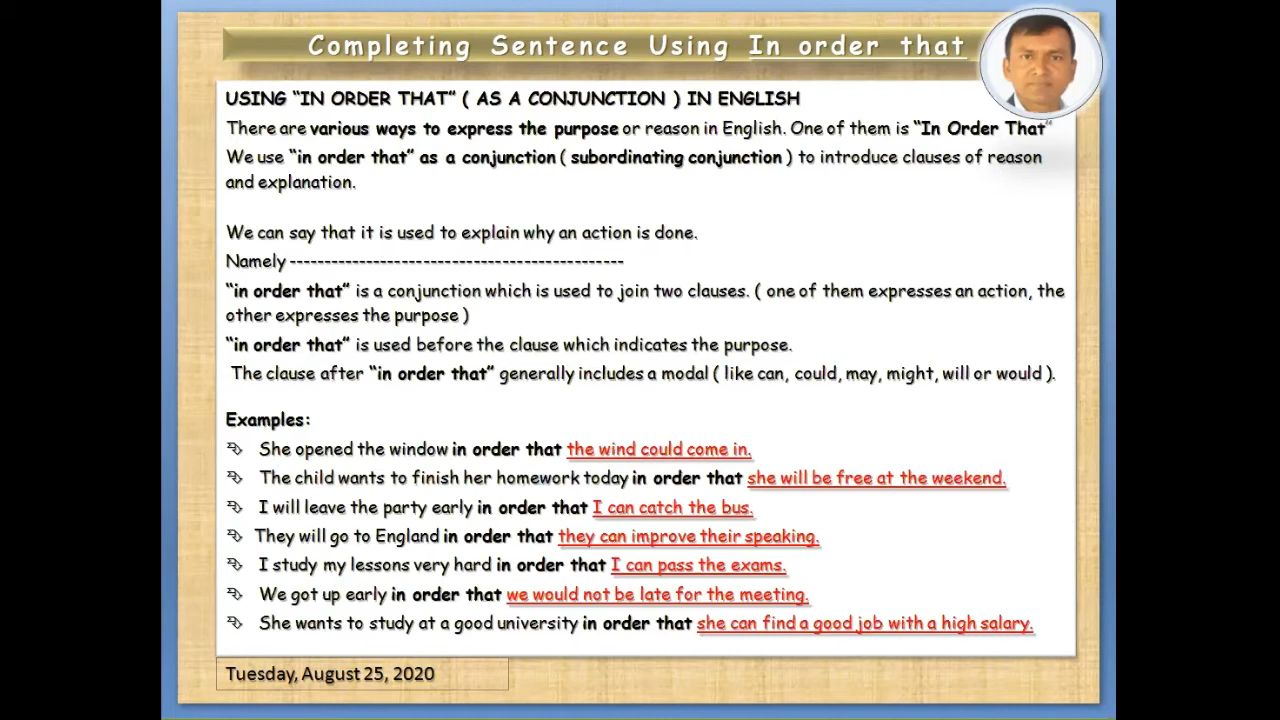 Completing Sentence Using In order that
USING “IN ORDER THAT” ( AS A CONJUNCTION ) IN ENGLISH
There are various ways to express the purpose or reason in English. One of them is “In Order That“
We use “in order that” as a conjunction ( subordinating conjunction ) to introduce clauses of reason
and explanation.
We can say that it is used to explain why an action is done.
Namely ------------------------------------------------
“in order that” is a conjunction which is used to join two clauses. ( one of them expresses an action, the
other expresses the purpose )
“in order that” is used before the clause which indicates the purpose.
The clause after “in order that” generally includes a modal ( like can, could, may, might, will or would ).
Examples:
She opened the window in order that the wind could come in.
The child wants to finish her homework today in order that she will be free at the weekend.
I will leave the party early in order that I can catch the bus.
They will go to England in order that they can improve their speaking.
I study my lessons very hard in order that I can pass the exams.
We got up early in order that we would not be late for the meeting.
She wants to study at a good university in order that she can find a good job with a high salary.
Tuesday, August 25, 2020